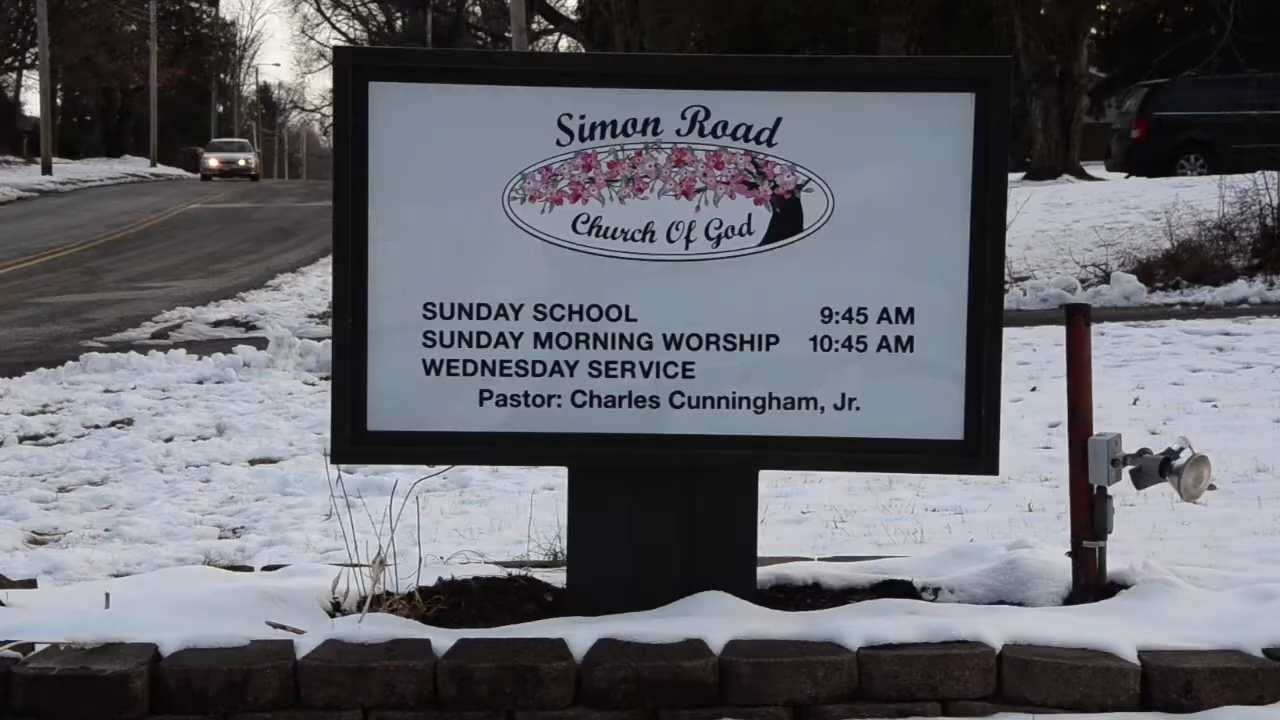 Simon Road
Church Of God
SUNDAY SCHOOL 9:45 AM
SUNDAY MORNING WORSHIP 10:45 AM
WEDNESDAY SERVICE
Pastor: Charles Cunningham, Jr.